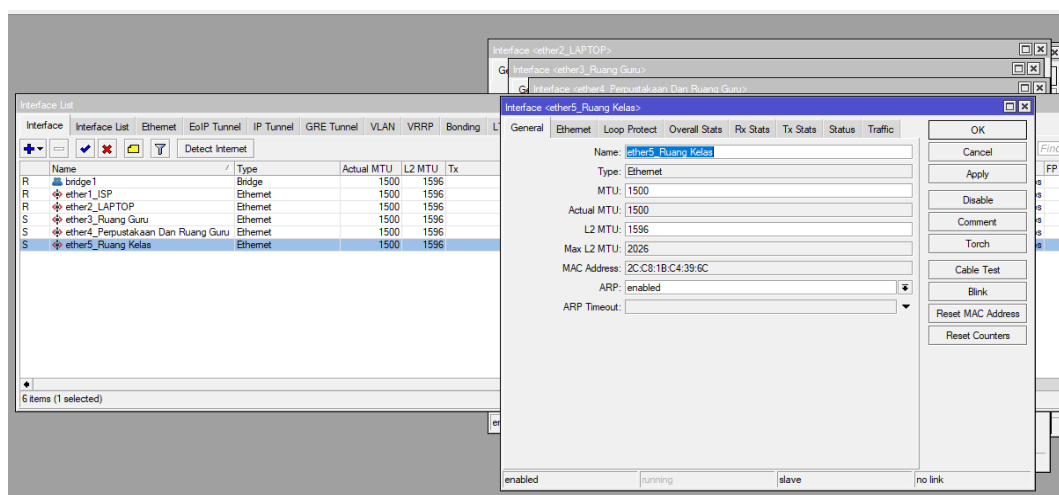 Interface <ether2_LAPTOP>
Interface <ether3_Ruang Guru>
Interface <ether4_Perpustakaan Dan Ruang Guru>
Interface List
Interface Interface List Ethernet EoIP Tunnel IP Tunnel GRE Tunnel VLAN VRRP Bonding
Detect Internet
Find
Name Type Actual MTU L2 MTU Tx FP
R bridge1 Bridge 1500 1596
R ether1_ISP Ethernet 1500 1596
R ether2_LAPTOP Ethernet 1500 1596
S ether3_Ruang Guru Ethernet 1500 1596
S ether4_Perpustakaan Dan Ruang Guru Ethernet 1500 1596
S ether5_Ruang Kelas Ethernet 1500 1596
6 items (1 selected)
Interface <ether5_Ruang Kelas>
General Ethernet Loop Protect Overall Stats Rx Stats Tx Stats Status Traffic
Name: ether5_Ruang Kelas
Type: Ethernet
MTU: 1500
Actual MTU: 1500
L2 MTU: 1596
Max L2 MTU: 2026
MAC Address: 2C:C8:1B:C4:39:6C
ARP: enabled
ARP Timeout:
OK
Cancel
Apply
Disable
Comment
Torch
Cable Test
Blink
Reset MAC Address
Reset Counters
enabled running slave no link